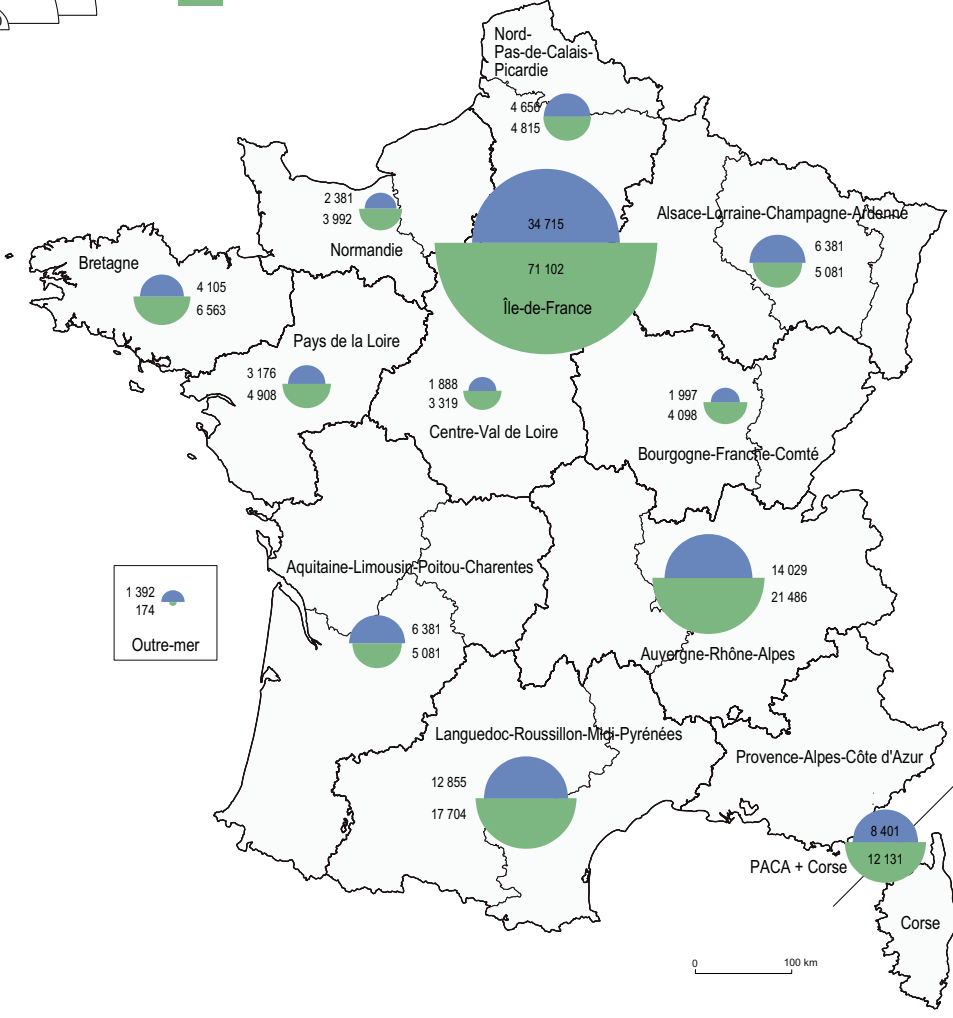 Nord-
Pas-de-Calais-
Picardie
4 656
4 815
2 381
3 992
Normandie
34 715
71 102
Île-de-France
Alsace-Lorraine-Champagne-Ardenne
6 381
5 081
Bretagne
4 105
6 563
Pays de la Loire
3 176
4 908
1 888
3 319
Centre-Val de Loire
1 997
4 098
Bourgogne-Franche-Comté
Aquitaine-Limousin-Poitou-Charentes
6 381
5 081
14 029
21 486
Auvergne-Rhône-Alpes
1 392
174
Outre-mer
Languedoc-Roussillon-Midi-Pyrénées
12 855
17 704
Provence-Alpes-Côte d'Azur
8 401
12 131
PACA + Corse
Corse
0 100 km